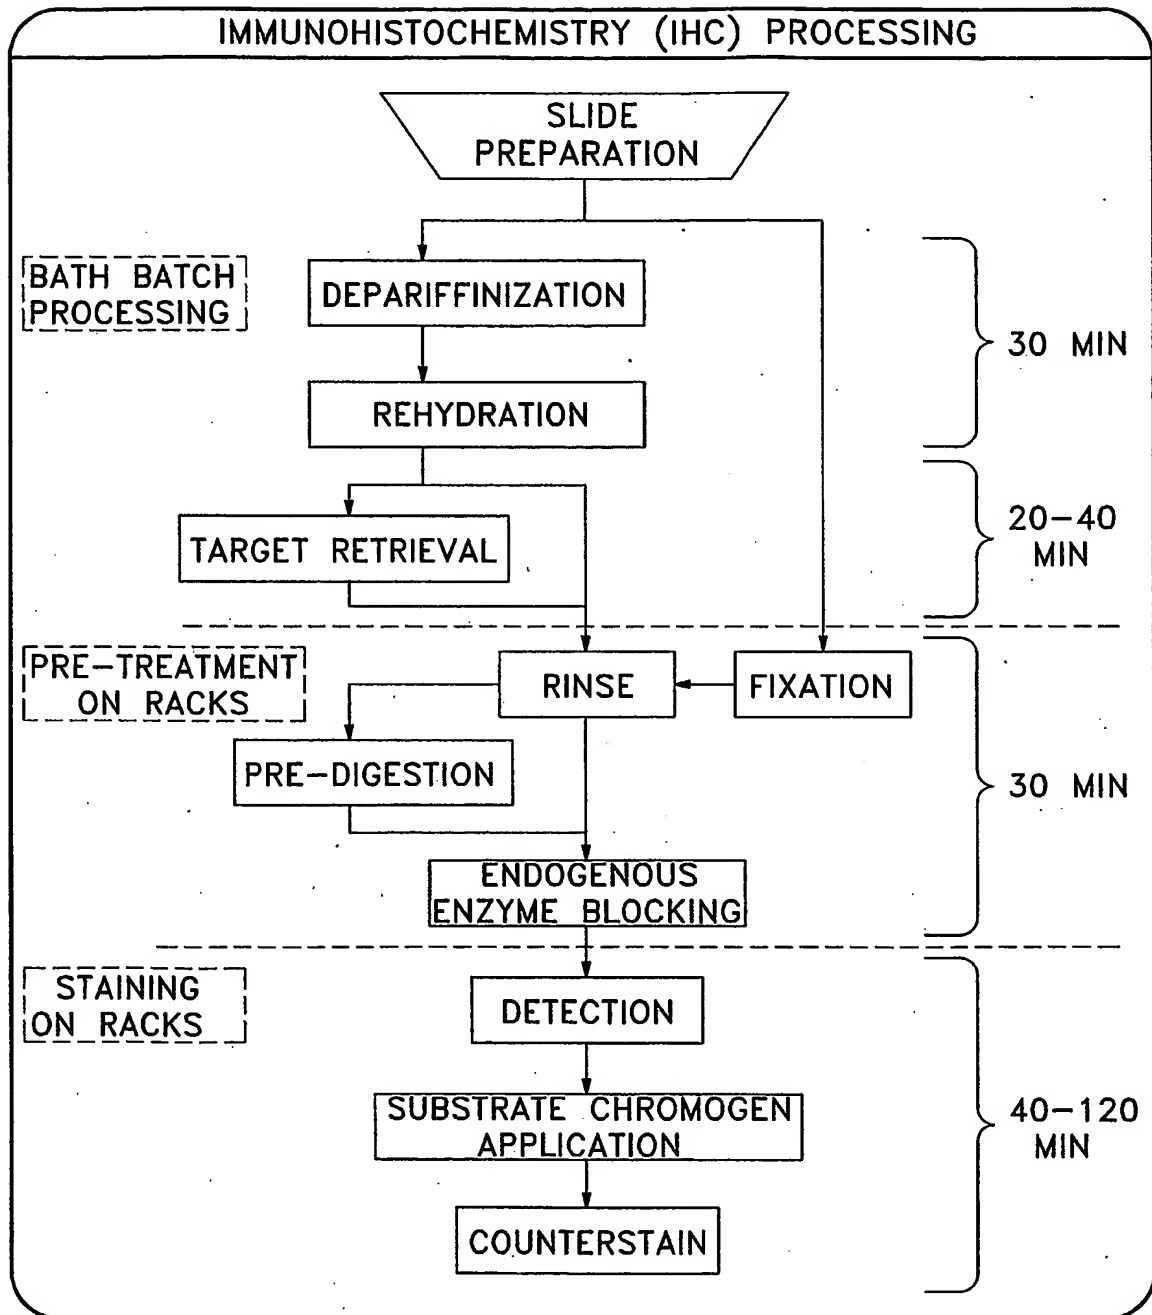 IMMUNOHISTOCHEMISTRY (IHC) PROCESSING
SLIDE
PREPARATION
BATH BATCH
PROCESSING
DEPARIFFINIZATION
30 MIN
REHYDRATION
TARGET RETRIEVAL
20-40
MIN
PRE-TREATMENT
ON RACKS
RINSE
FIXATION
PRE-DIGESTION
30 MIN
ENDOGENOUS
ENZYME BLOCKING
STAINING
ON RACKS
DETECTION
SUBSTRATE CHROMOGEN
APPLICATION
40-120
MIN
COUNTERSTAIN